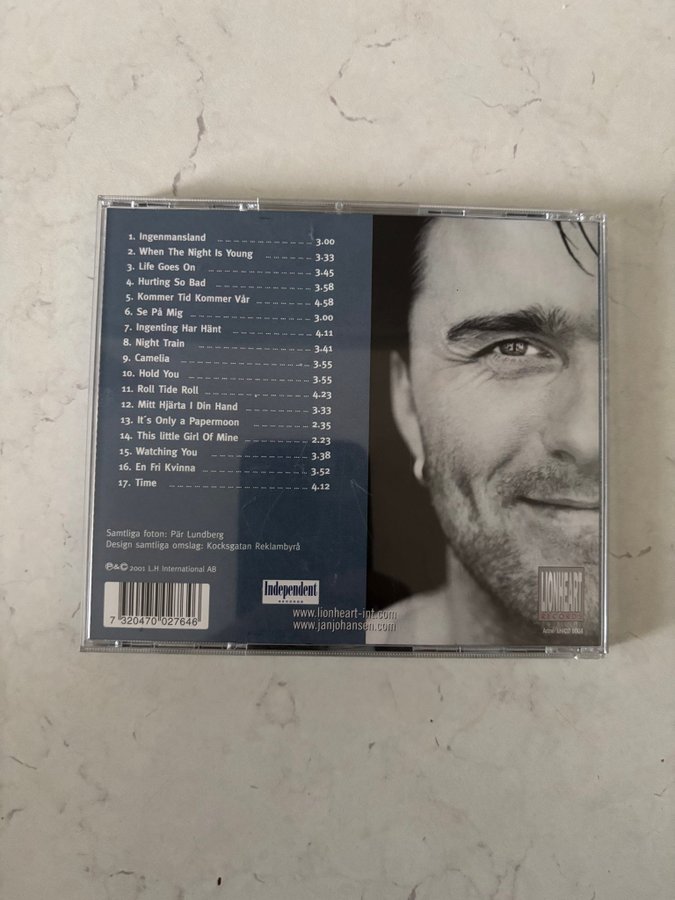 1. Ingenmansland 3.00
2. When The Night Is Young 3.33
3. Life Goes On 3.45
4. Hurting So Bad 3.58
5. Kommer Tid Kommer Vår 4.58
6. Se På Mig 3.00
7. Ingenting Har Hänt 4.11
8. Night Train 3.41
9. Camelia 3.55
10. Hold You 3.55
11. Roll Tide Roll 4.23
12. Mitt Hjärta I Din Hand 3.33
13. It´s Only a Papermoon 2.35
14. This little Girl Of Mine 2.23
15. Watching You 3.38
16. En Fri Kvinna 3.52
17. Time 4.12
Samtliga foton: Pär Lundberg
Design samtliga omslag: Kocksgatan Reklambyrå
℗&© 2001 L.H International AB
7 320470 027646
Independent
RECORDS
www.lionheart-int.com
www.janjohansen.com
LIONHEART
RECORDS